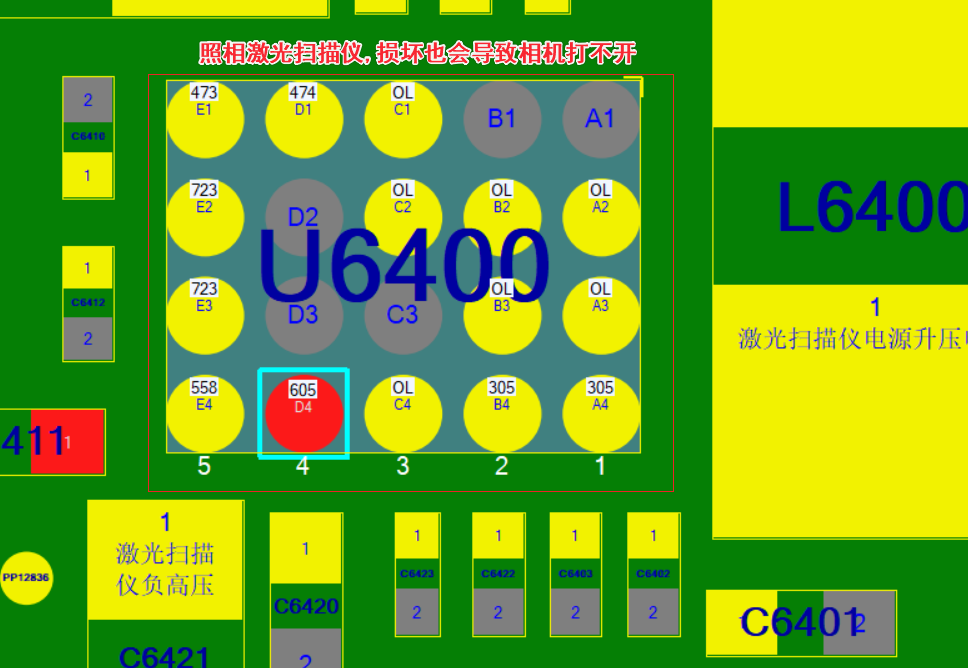 照相激光扫描仪,损坏也会导致相机打不开
2
C6410
1
473
E1
474
D1
OL
C1
B1
A1
723
E2
D2
OL
C2
OL
B2
OL
A2
L6400
U6400
1
C6412
2
723
E3
D3
C3
OL
B3
OL
A3
1
激光扫描仪电源升压
558
E4
605
D4
OL
C4
305
B4
305
A4
411
1
5 4 3 2 1
1
激光扫描
仪负高压
C6421
PP12836
1
C6420
2
1
C6423
2
1
C6422
2
1
C6403
2
1
C6402
2
C6401
2